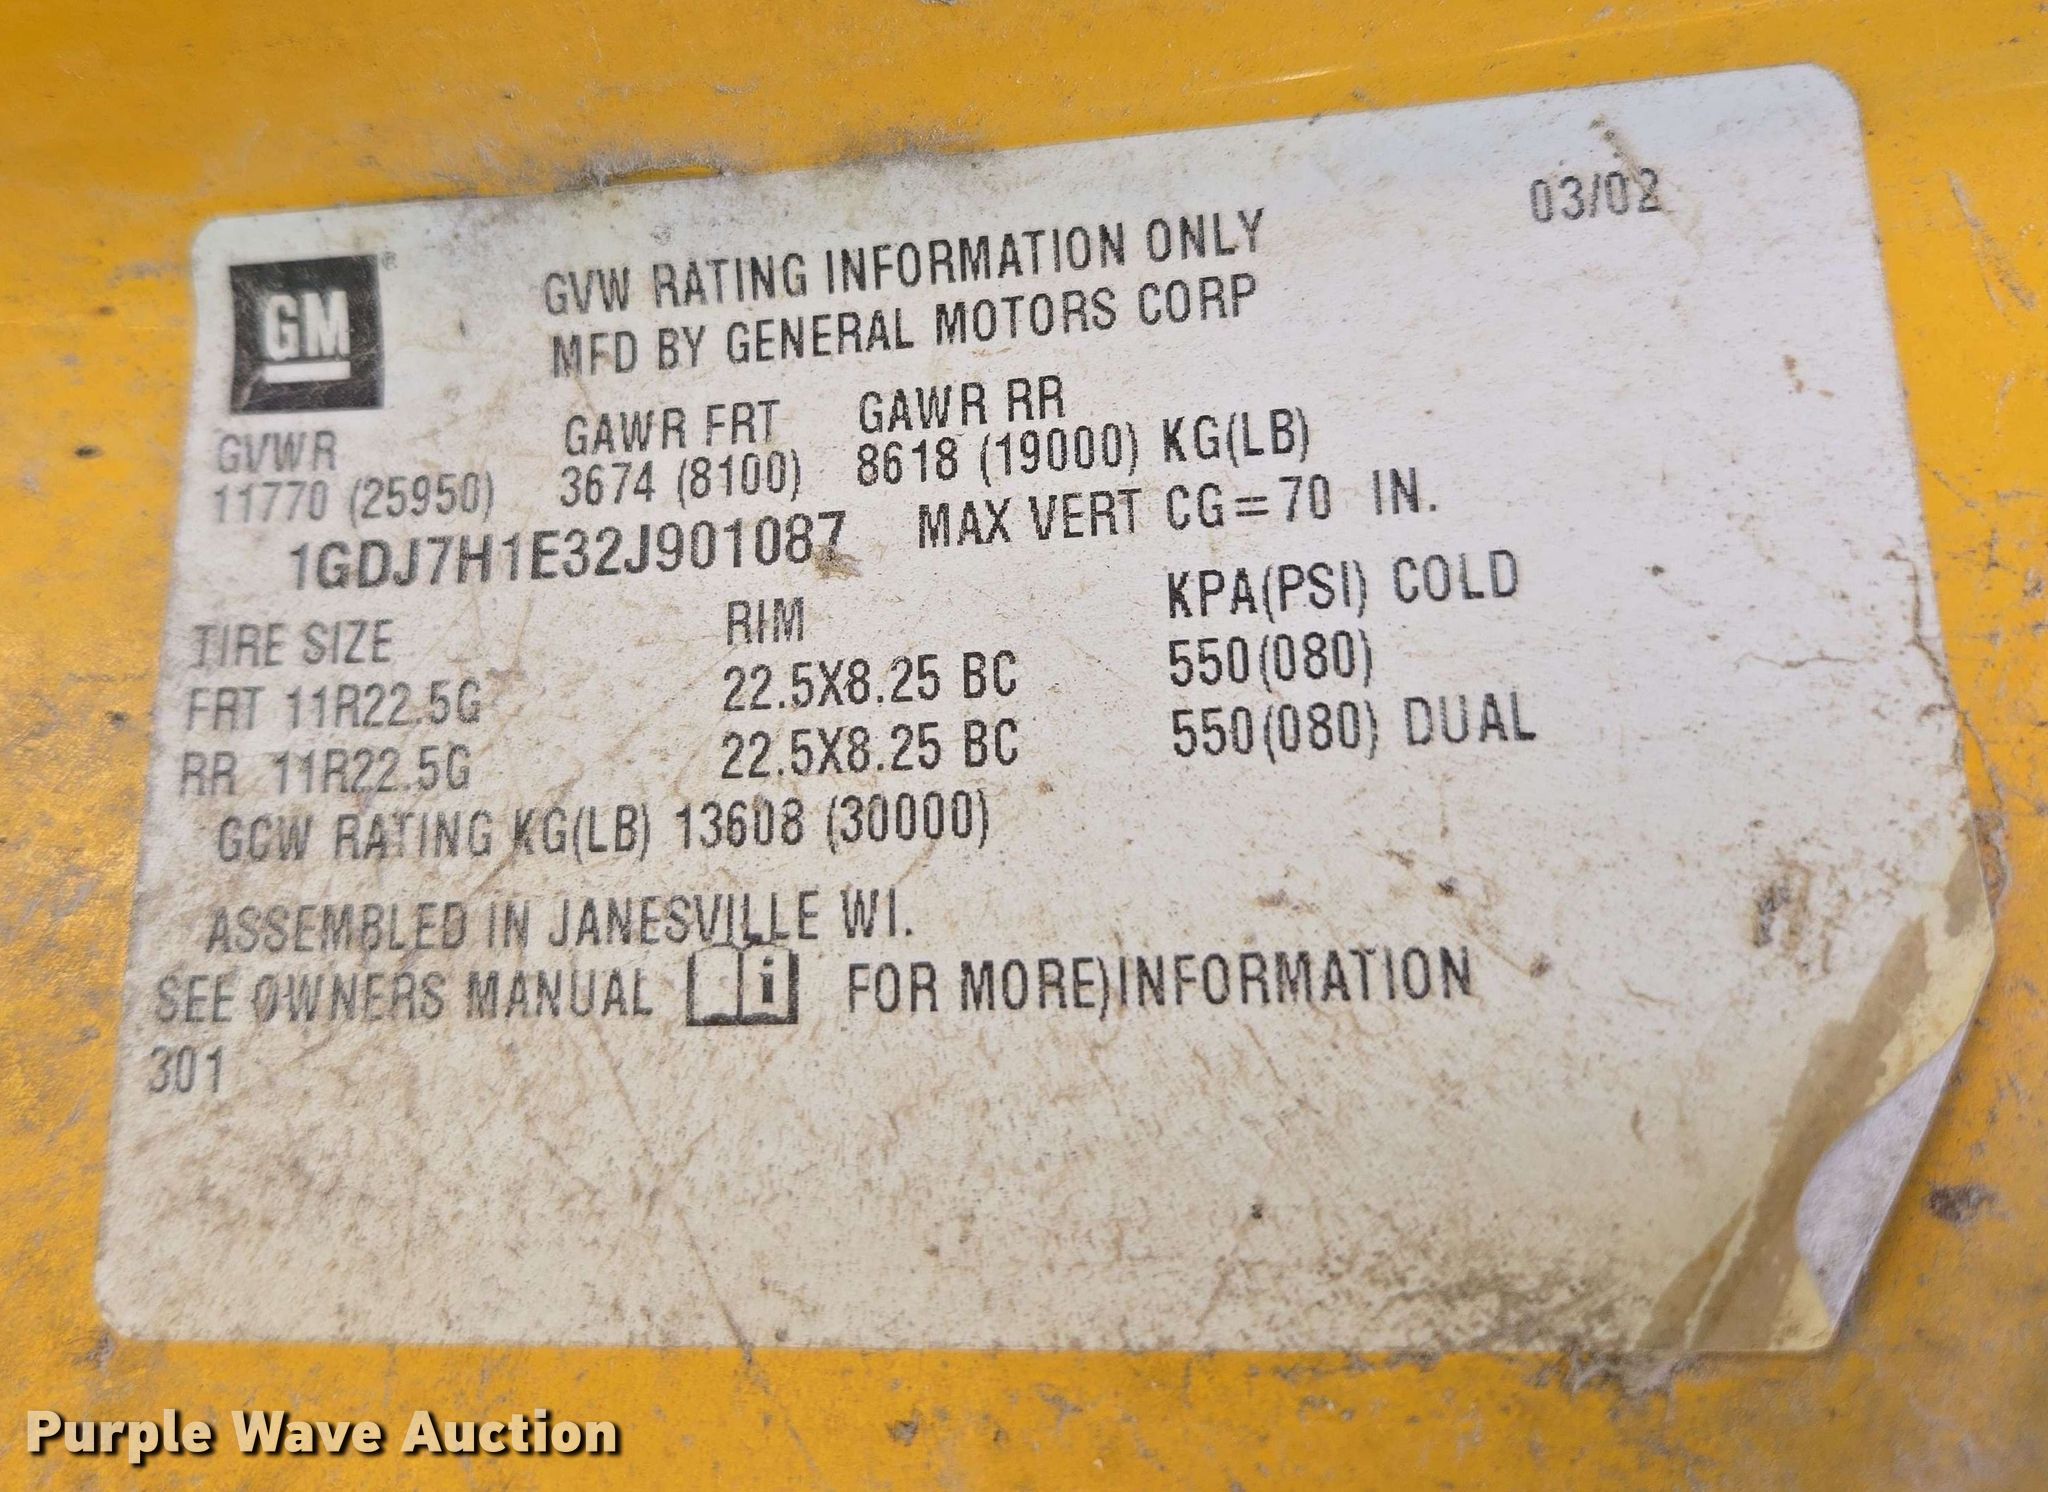 03/02
GM
R
GVW RATING INFORMATION ONLY
MFD BY GENERAL MOTORS CORP
GVWR GAWR FRT GAWR RR
11770 (25950) 3674 (8100) 8618 (19000) KG(LB)
1GDJ7H1E32J901087 MAX VERT CG=70 IN.
TIRE SIZE RIM KPA(PSI) COLD
FRT 11R22.5G 22.5X8.25 BC 550(080)
RR 11R22.5G 22.5X8.25 BC 550(080) DUAL
GCW RATING KG(LB) 13608 (30000)
ASSEMBLED IN JANESVILLE WI.
SEE OWNERS MANUAL i FOR MORE)INFORMATION
301
Purple Wave Auction